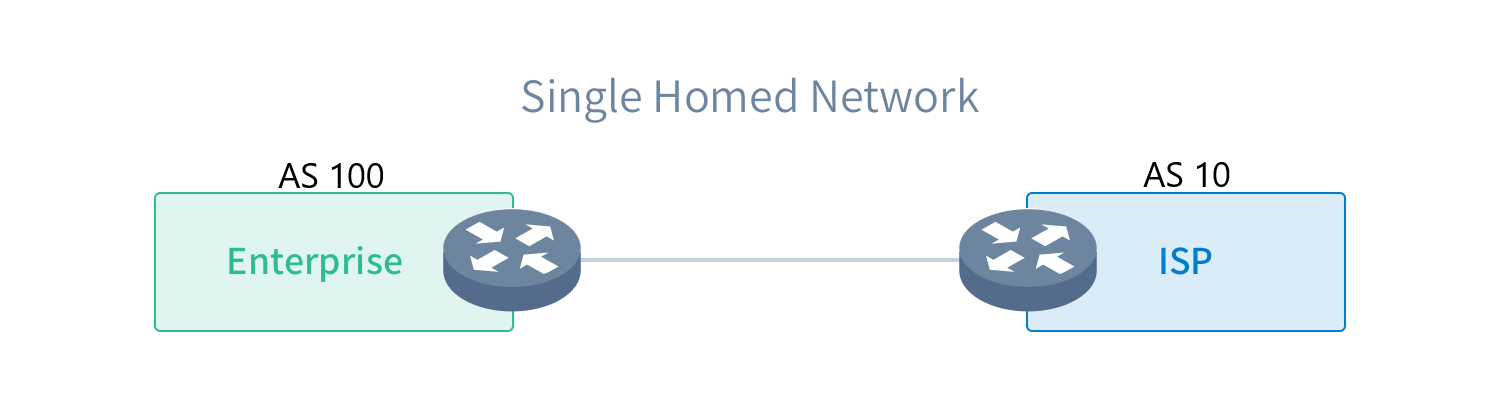 Single Homed Network
AS 100
AS 10
Enterprise
ISP